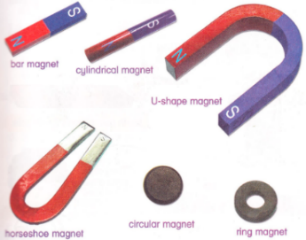 N S
bar magnet
S
cylindrical magnet
N
S
U-shape magnet
horseshoe magnet
circular magnet
ring magnet